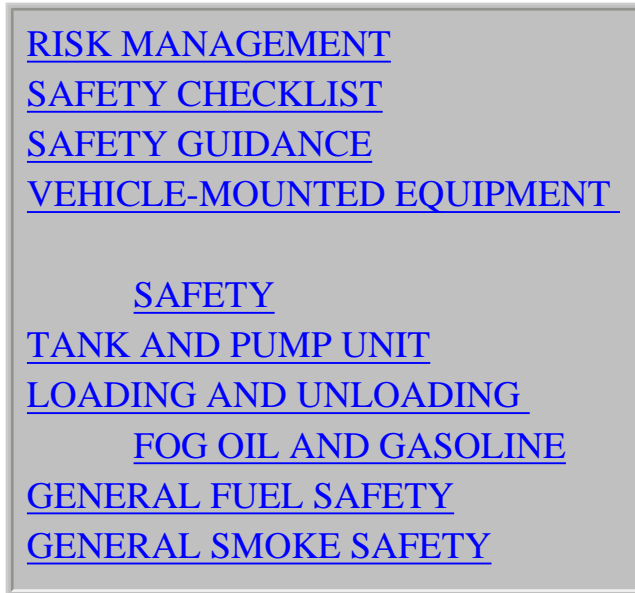 RISK MANAGEMENT
SAFETY CHECKLIST
SAFETY GUIDANCE
VEHICLE-MOUNTED EQUIPMENT
SAFETY
TANK AND PUMP UNIT
LOADING AND UNLOADING
FOG OIL AND GASOLINE
GENERAL FUEL SAFETY
GENERAL SMOKE SAFETY